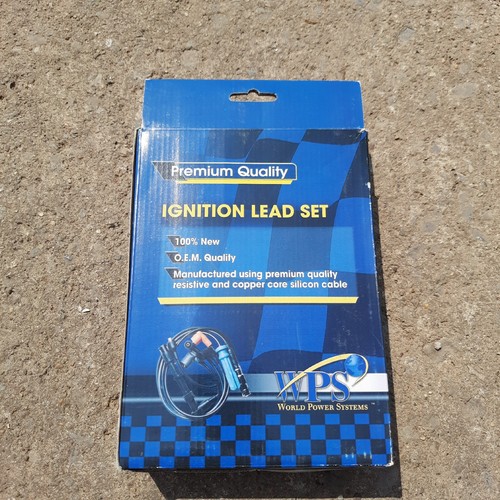 Premium Quality
IGNITION LEAD SET
100% New
O.E.M. Quality
Manufactured using premium quality
resistive and copper core silicon cable
WPS
WORLD POWER SYSTEMS